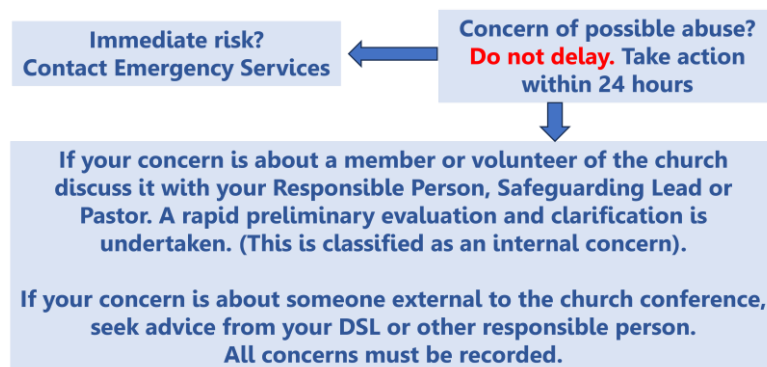 Immediate risk?
Contact Emergency Services
Concern of possible abuse?
Do not delay. Take action
within 24 hours
If your concern is about a member or volunteer of the church
discuss it with your Responsible Person, Safeguarding Lead or
Pastor. A rapid preliminary evaluation and clarification is
undertaken. (This is classified as an internal concern).
If your concern is about someone external to the church conference,
seek advice from your DSL or other responsible person.
All concerns must be recorded.